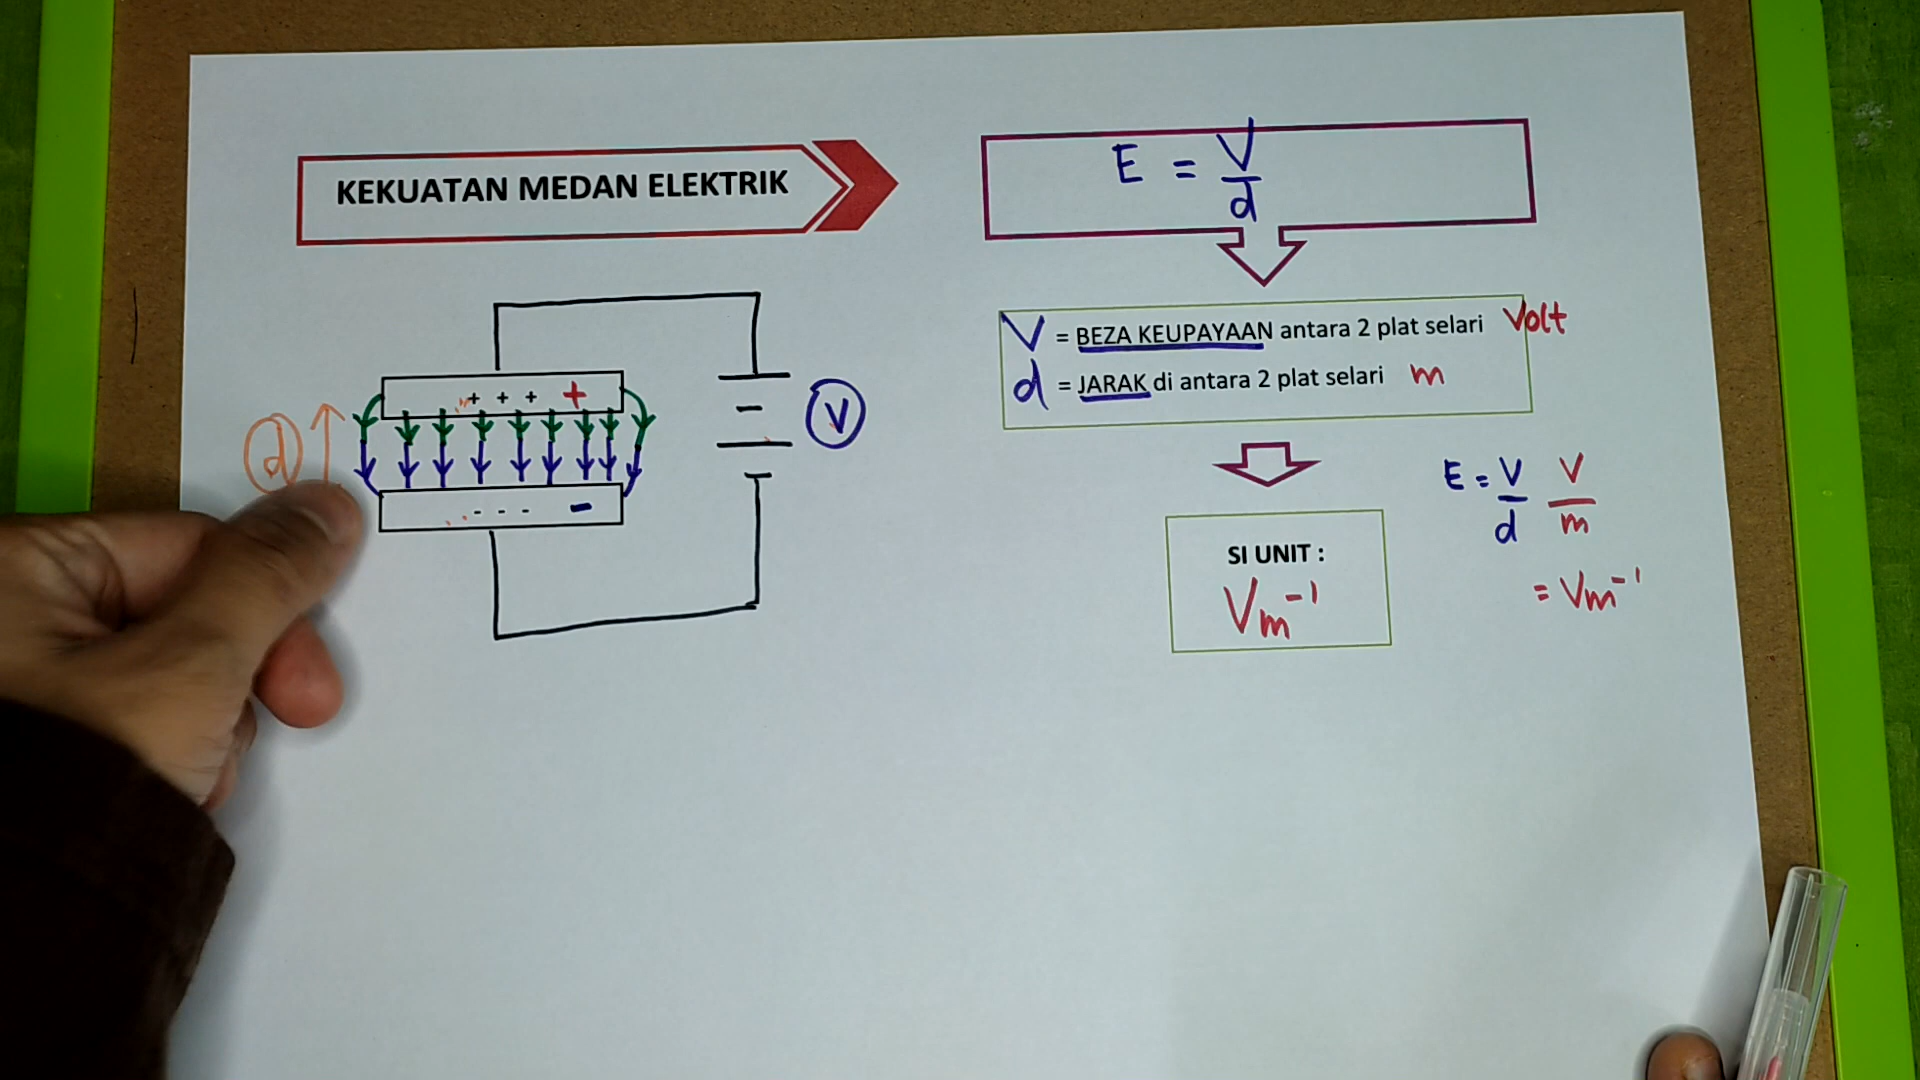 KEKUATAN MEDAN ELEKTRIK
E = V/d
V = BEZA KEUPAYAAN antara 2 plat selari Volt
d = JARAK di antara 2 plat selari m
+ + + +
d
V
- - - -
E = V/d V/m
= Vm⁻¹
SI UNIT :
Vm⁻¹